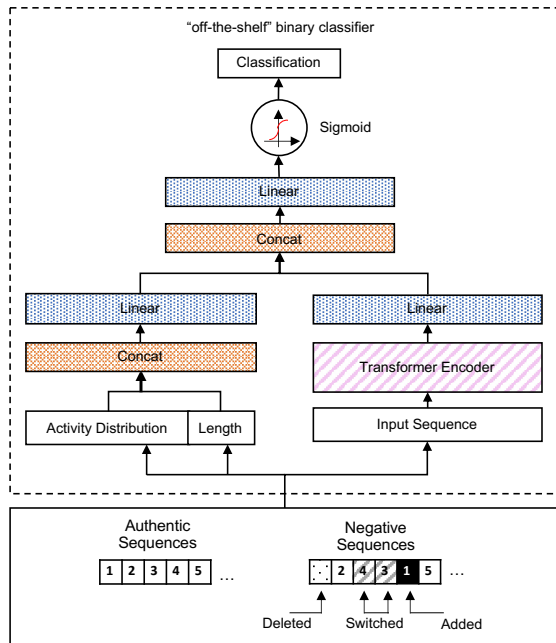 “off-the-shelf” binary classifier
Classification
Sigmoid
Linear
Concat
Linear
Linear
Concat
Transformer Encoder
Activity Distribution
Length
Input Sequence
Authentic
Sequences
Negative
Sequences
1 2 3 4 5 ...
2 4 3 1 5 ...
Deleted
Switched
Added